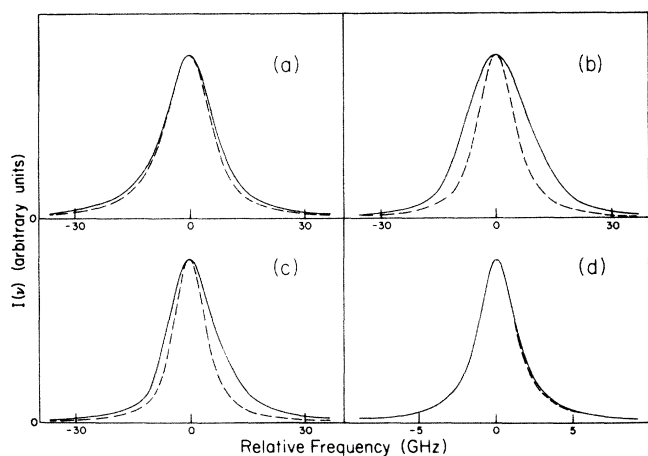 (a)
(b)
-30 0 30
-30 0 30
(c)
(d)
0
0
-30 0 30
-5 0 5
I(ν) (arbitrary units)
Relative Frequency (GHz)